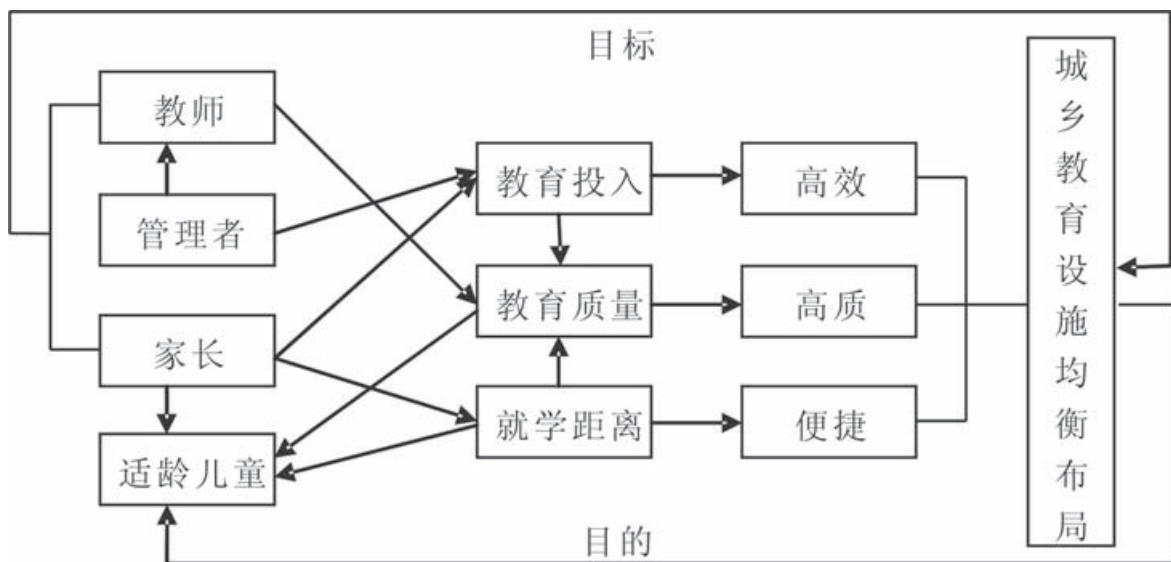 目标
教师
管理者
家长
适龄儿童
教育投入
教育质量
就学距离
高效
高质
便捷
城乡教育设施均衡布局
目的